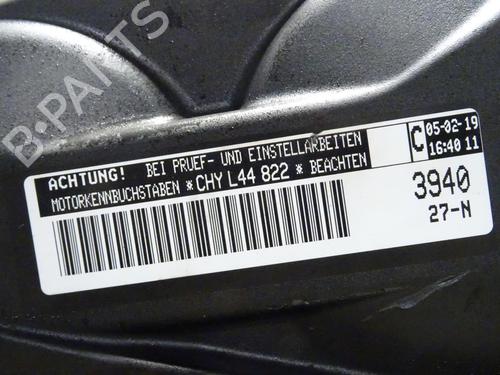 B-PARTS
ACHTUNG! BEI PRUEF- UND EINSTELLARBEITEN
MOTORKENNBUCHSTABEN *CHY L44 822* BEACHTEN
C
05-02-19
16:40 11
3940
27-N